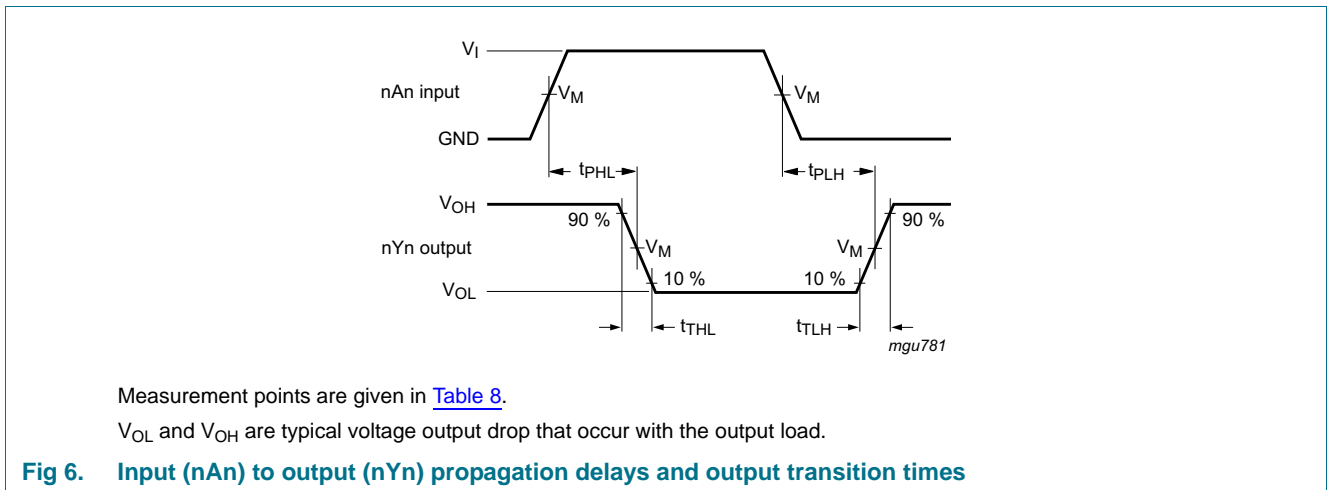 VI
nAn input
VM
VM
GND
tPHL
tPLH
VOH
90 %
90 %
nYn output
VM
VM
10 %
10 %
VOL
tTHL
tTLH
mgu781
Measurement points are given in Table 8.
VOL and VOH are typical voltage output drop that occur with the output load.
Fig 6. Input (nAn) to output (nYn) propagation delays and output transition times